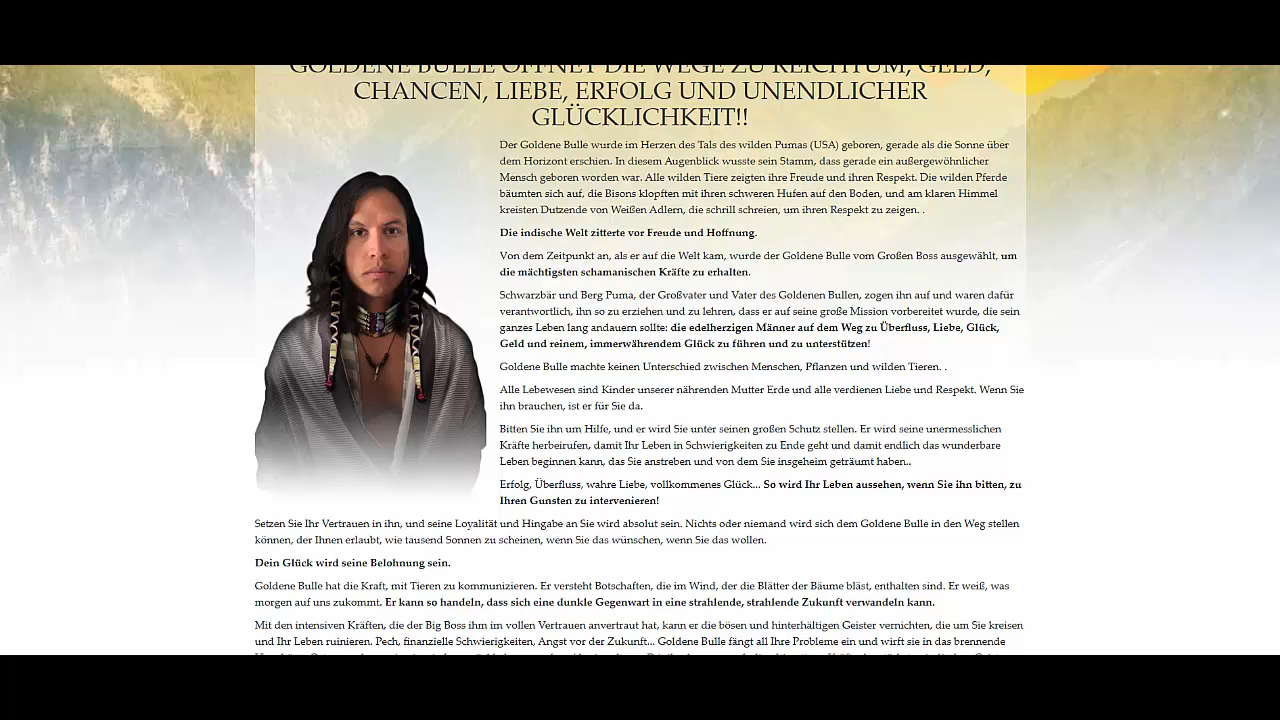 GOLDENE BULLE ÖFFNET DIE WEGE ZU REICHTUM, GELD,
CHANCEN, LIEBE, ERFOLG UND UNENDLICHER
GLÜCKLICHKEIT!!
Der Goldene Bulle wurde im Herzen des Tals des wilden Pumas (USA) geboren, gerade als die Sonne über
dem Horizont erschien. In diesem Augenblick wusste sein Stamm, dass gerade ein außergewöhnlicher
Mensch geboren worden war. Alle wilden Tiere zeigten ihre Freude und ihren Respekt. Die wilden Pferde
bäumten sich auf, die Bisons klopften mit ihren schweren Hufen auf den Boden, und am klaren Himmel
kreisten Dutzende von Weißen Adlern, die schrill schreien, um ihren Respekt zu zeigen. .
Die indische Welt zitterte vor Freude und Hoffnung.
Von dem Zeitpunkt an, als er auf die Welt kam, wurde der Goldene Bulle vom Großen Boss ausgewählt, um
die mächtigsten schamanischen Kräfte zu erhalten.
Schwarzbär und Berg Puma, der Großvater und Vater des Goldenen Bullen, zogen ihn auf und waren dafür
verantwortlich, ihn so zu erziehen und zu lehren, dass er auf seine große Mission vorbereitet wurde, die sein
ganzes Leben lang andauern sollte: die edelherzigen Männer auf dem Weg zu Überfluss, Liebe, Glück,
Geld und reinem, immerwährendem Glück zu führen und zu unterstützen!
Goldene Bulle machte keinen Unterschied zwischen Menschen, Pflanzen und wilden Tieren. .
Alle Lebewesen sind Kinder unserer nährenden Mutter Erde und alle verdienen Liebe und Respekt. Wenn Sie
ihn brauchen, ist er für Sie da.
Bitten Sie ihn um Hilfe, und er wird Sie unter seinen großen Schutz stellen. Er wird seine unermesslichen
Kräfte herbeirufen, damit Ihr Leben in Schwierigkeiten zu Ende geht und damit endlich das wunderbare
Leben beginnen kann, das Sie anstreben und von dem Sie insgeheim geträumt haben..
Erfolg, Überfluss, wahre Liebe, vollkommenes Glück... So wird Ihr Leben aussehen, wenn Sie ihn bitten, zu
Ihren Gunsten zu intervenieren!
Setzen Sie Ihr Vertrauen in ihn, und seine Loyalität und Hingabe an Sie wird absolut sein. Nichts oder niemand wird sich dem Goldene Bulle in den Weg stellen
können, der Ihnen erlaubt, wie tausend Sonnen zu scheinen, wenn Sie das wünschen, wenn Sie das wollen.
Dein Glück wird seine Belohnung sein.
Goldene Bulle hat die Kraft, mit Tieren zu kommunizieren. Er versteht Botschaften, die im Wind, der die Blätter der Bäume bläst, enthalten sind. Er weiß, was
morgen auf uns zukommt. Er kann so handeln, dass sich eine dunkle Gegenwart in eine strahlende, strahlende Zukunft verwandeln kann.
Mit den intensiven Kräften, die der Big Boss ihm im vollen Vertrauen anvertraut hat, kann er die bösen und hinterhältigen Geister vernichten, die um Sie kreisen
und Ihr Leben ruinieren. Pech, finanzielle Schwierigkeiten, Angst vor der Zukunft... Goldene Bulle fängt all Ihre Probleme ein und wirft sie in das brennende